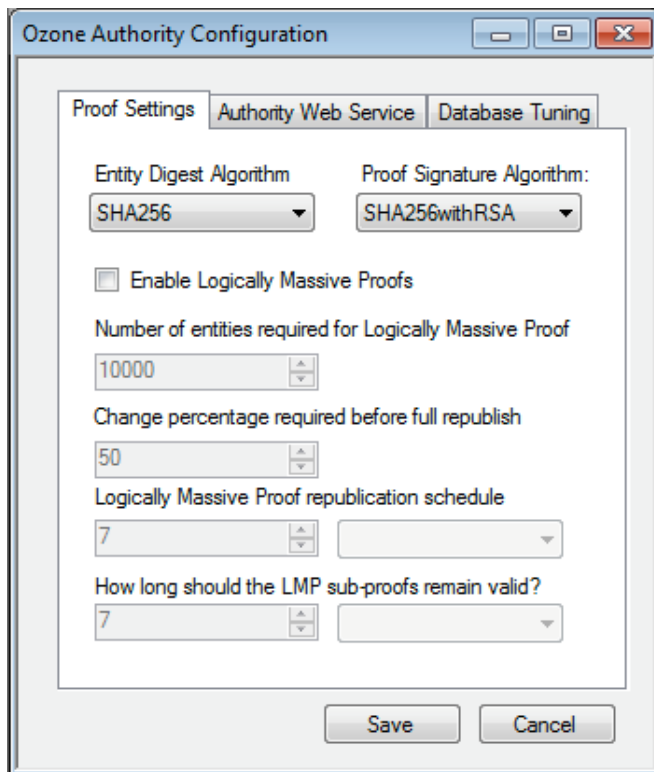 Ozone Authority Configuration
Proof Settings Authority Web Service Database Tuning
Entity Digest Algorithm Proof Signature Algorithm:
SHA256 SHA256withRSA
Enable Logically Massive Proofs
Number of entities required for Logically Massive Proof
10000
Change percentage required before full republish
50
Logically Massive Proof republication schedule
7
How long should the LMP sub-proofs remain valid?
7
Save Cancel